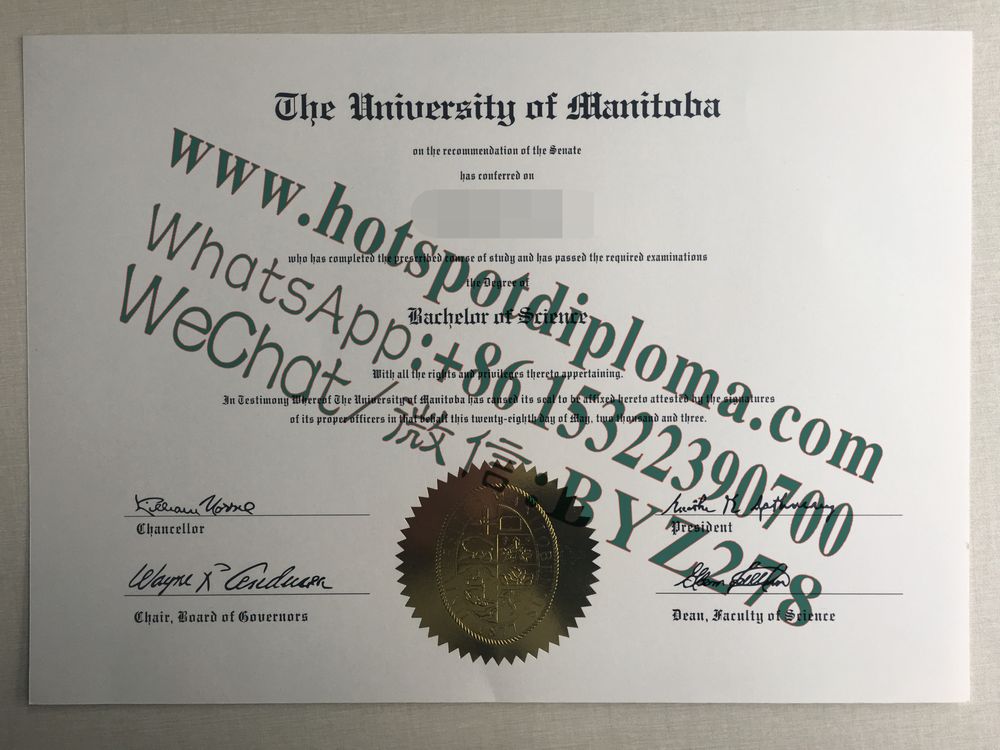 The University of Manitoba
on the recommendation of the Senate
has conferred on
who has completed the prescribed course of study and has passed the required examinations
the Degree of
Bachelor of Science
With all the rights and privileges thereto appertaining.
In Testimony Whereof The University of Manitoba has caused its seal to be affixed hereto attested by the signatures
of its proper officers in that behalf this twenty-eighth day of May, two thousand and three.
Chancellor
President
Wayne
Chair, Board of Governors
Dean, Faculty of Science
www.hotspotdiploma.com
WhatsApp:+86 15322390700
WeChat/微信:BYZ278